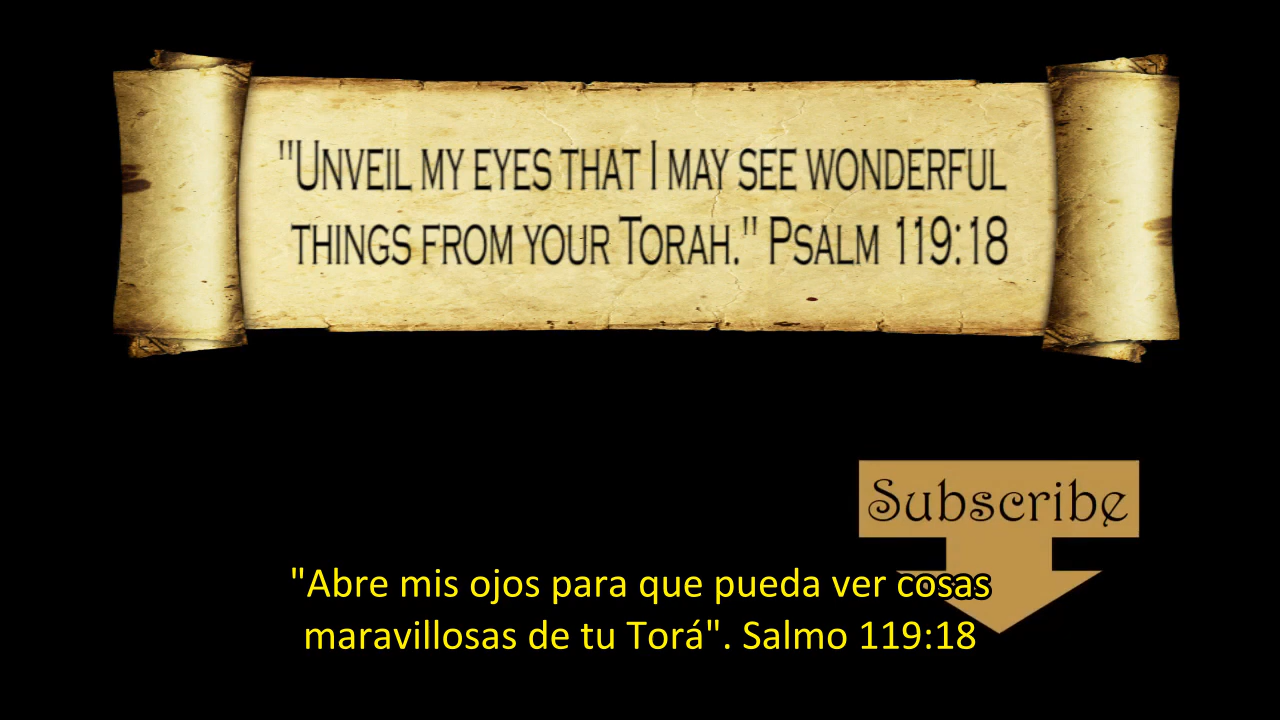 "Unveil my eyes that I may see wonderful
things from your Torah." Psalm 119:18
Subscribe
"Abre mis ojos para que pueda ver cosas
maravillosas de tu Torá". Salmo 119:18